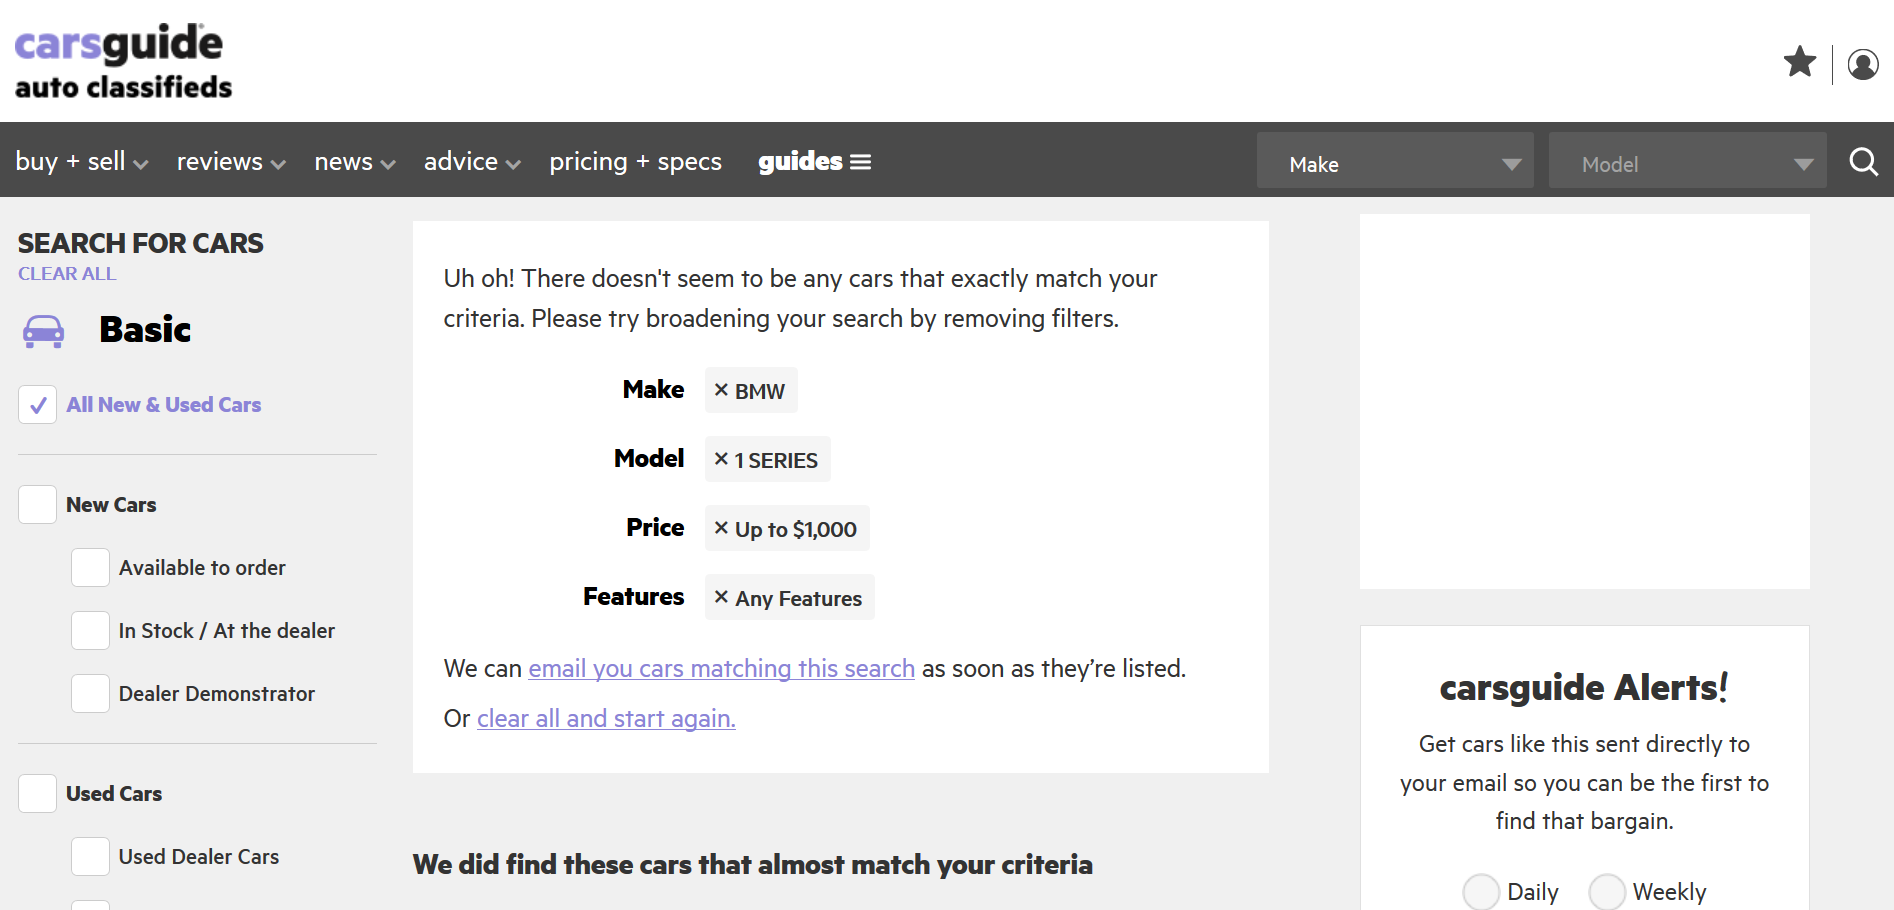 carsguide
auto classifieds
buy + sell reviews news advice pricing + specs guides Make Model
SEARCH FOR CARS
CLEAR ALL
Basic
All New & Used Cars
New Cars
Available to order
In Stock / At the dealer
Dealer Demonstrator
Used Cars
Used Dealer Cars
Uh oh! There doesn't seem to be any cars that exactly match your
criteria. Please try broadening your search by removing filters.
Make × BMW
Model × 1 SERIES
Price × Up to $1,000
Features × Any Features
We can email you cars matching this search as soon as they’re listed.
Or clear all and start again.
We did find these cars that almost match your criteria
carsguide Alerts!
Get cars like this sent directly to
your email so you can be the first to
find that bargain.
Daily Weekly